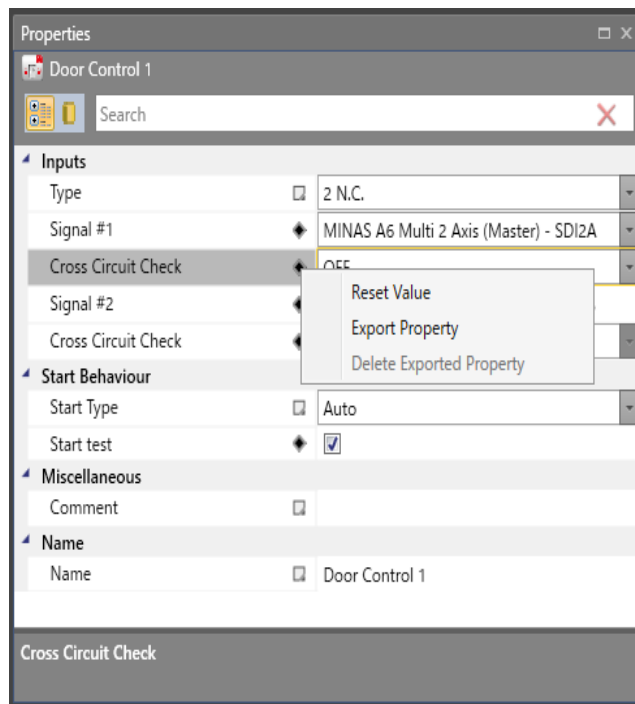 Properties
Door Control 1
Search
Inputs
Type 2 N.C.
Signal #1 MINAS A6 Multi 2 Axis (Master) - SDI2A
Cross Circuit Check OFF
Reset Value
Signal #2
Export Property
Cross Circuit Check
Delete Exported Property
Start Behaviour
Start Type Auto
Start test
Miscellaneous
Comment
Name
Name Door Control 1
Cross Circuit Check